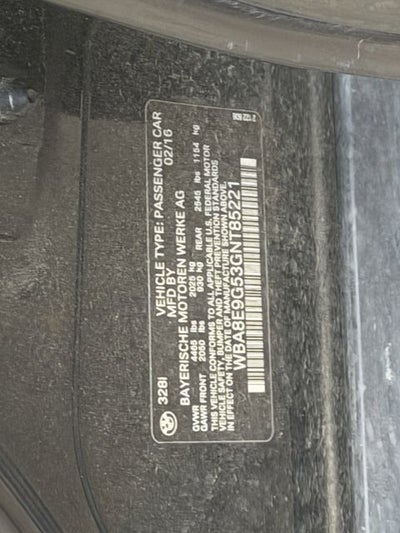 328I VEHICLE TYPE: PASSENGER CAR
MFD BY 02/16
BAYERISCHE MOTOREN WERKE AG
GVWR 4465 lbs 2025 kg
GAWR FRONT 2050 lbs 930 kg REAR 2545 lbs 1154 kg
THIS VEHICLE CONFORMS TO ALL APPLICABLE U.S. FEDERAL MOTOR
VEHICLE SAFETY, BUMPER AND THEFT PREVENTION STANDARDS
IN EFFECT ON THE DATE OF MANUFACTURE SHOWN ABOVE.
WBA8E9G53GNT85221